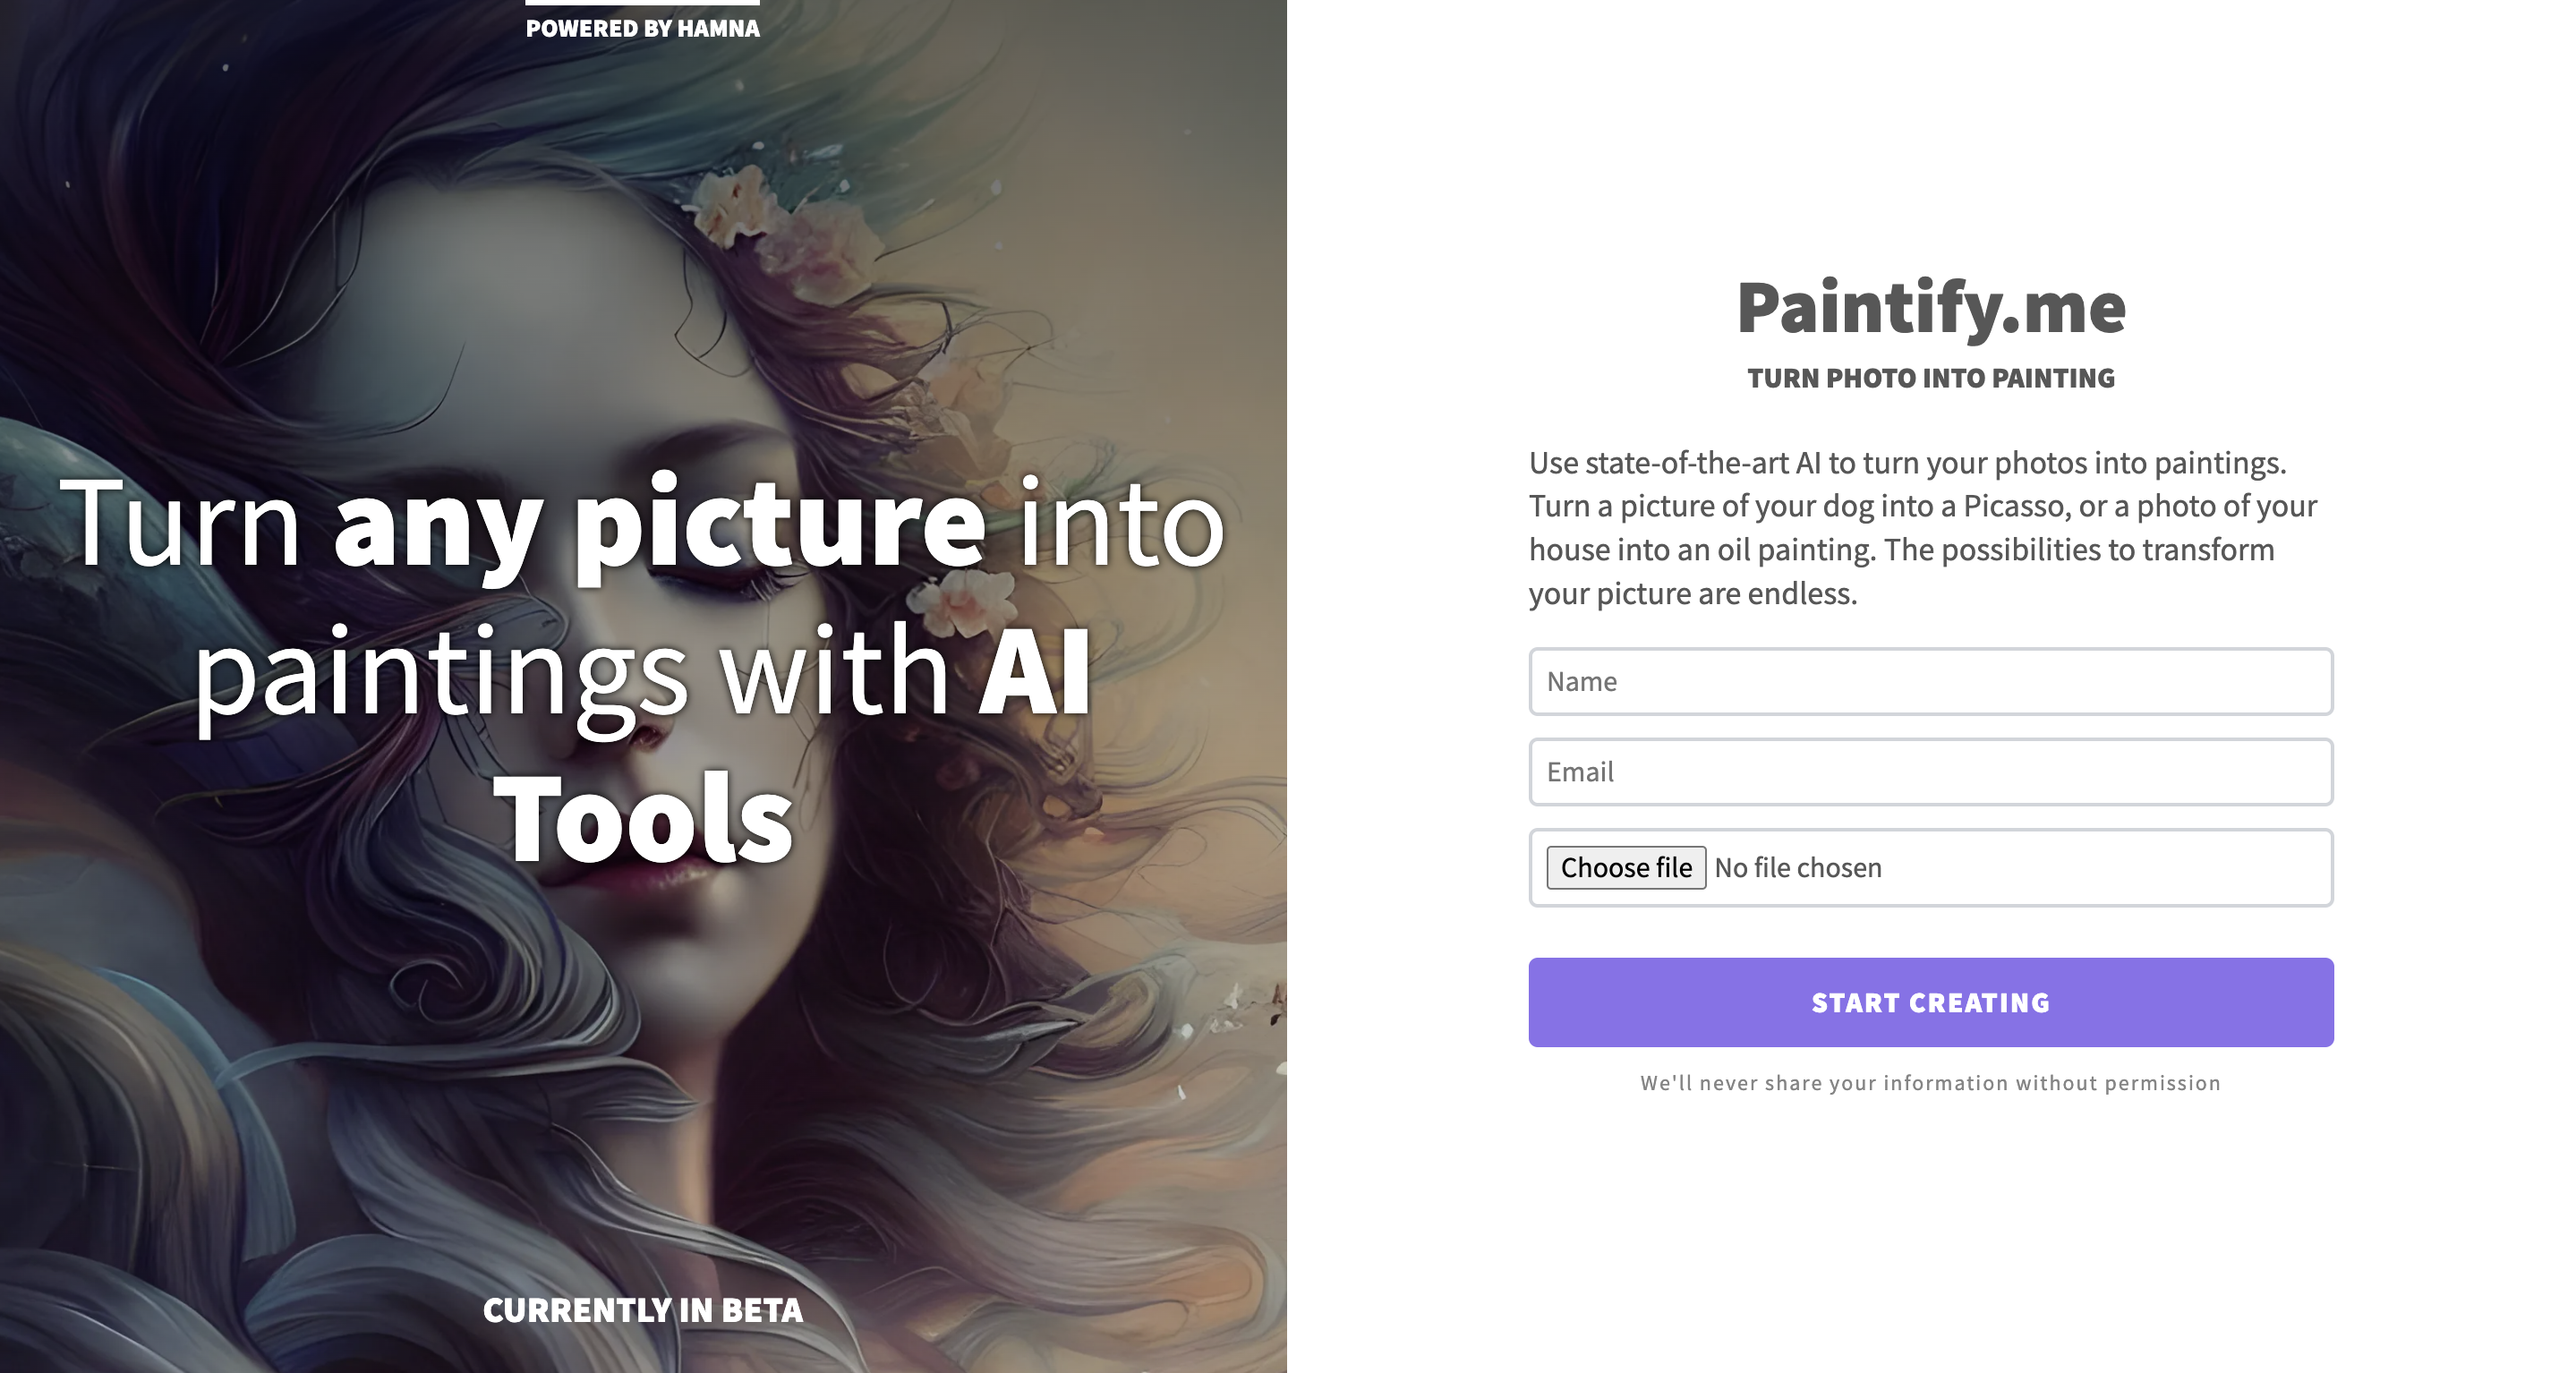 POWERED BY HAMNA
Turn any picture into
paintings with AI
Tools
CURRENTLY IN BETA
Paintify.me
TURN PHOTO INTO PAINTING
Use state-of-the-art AI to turn your photos into paintings.
Turn a picture of your dog into a Picasso, or a photo of your
house into an oil painting. The possibilities to transform
your picture are endless.
Name
Email
Choose file No file chosen
START CREATING
We'll never share your information without permission